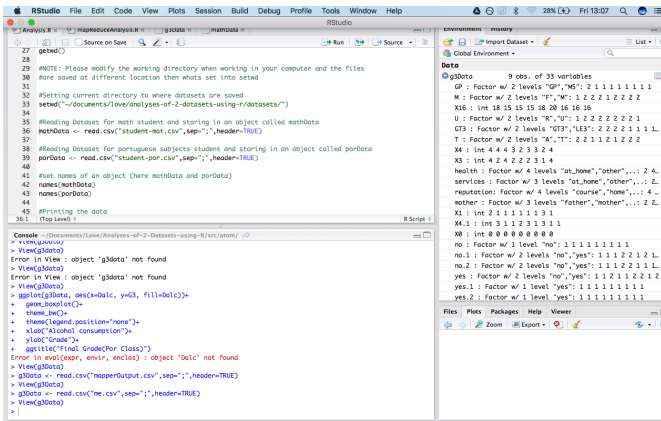 RStudio File Edit Code View Plots Session Build Debug Profile Tools Window Help 28% Fri 13:07
RStudio
Analysis.R × mapReduceAnalysis.R × g3Data × mathData ×
Source on Save Run Source
27 getwd()
28
29 #NOTE: Please modify the working directory when working in your computer and the files
30 #are saved at different location then whats set into setwd
31
32 #Setting current directory to where datasets are saved
33 setwd("~/documents/love/analyses-of-2-datasets-using-r/datasets/")
34
35 #Reading Dataset for math student and storing in an object called mathData
36 mathData <- read.csv("student-mat.csv",sep=";",header=TRUE)
37
38 #Reading Dataset for portuguese subjects student and storing in an object called porData
39 porData <- read.csv("student-por.csv",sep=";",header=TRUE)
40
41 #set names of an object (here mathData and porData)
42 names(mathData)
43 names(porData)
44
45 #Printing the data
36:1 (Top Level) R Script
Console ~/Documents/Love/Analyses-of-2-Datasets-using-R/src/atam/
> View(g3data)
> View(g3data)
Error in View : object 'g3data' not found
> View(g3data)
Error in View : object 'g3data' not found
> View(g3Data)
> ggplot(g3Data, aes(x=Dalc, y=G3, fill=Dalc))+
+ geom_boxplot()+
+ theme_bw()+
+ theme(legend.position="none")+
+ xlab("Alcohol consumption")+
+ ylab("Grade")+
+ ggtitle("Final Grade(Por Class)")
Error in eval(expr, envir, enclos) : object 'Dalc' not found
> View(g3Data)
> g3Data <- read.csv("mapperOutput.csv",sep=";",header=TRUE)
> View(g3Data)
> g3Data <- read.csv("me.csv",sep=";",header=TRUE)
> View(g3Data)
>
Environment History
Import Dataset List
Global Environment
Data
g3Data 9 obs. of 33 variables
GP : Factor w/ 2 levels "GP","MS": 2 1 1 1 1 1 1 1
M : Factor w/ 2 levels "F","M": 1 2 2 2 1 2 2 2 2
X16 : int 18 15 15 15 18 20 16 16 16
U : Factor w/ 2 levels "R","U": 1 2 2 2 2 2 2 2 1
GT3 : Factor w/ 2 levels "GT3","LE3": 2 2 2 2 1 1 1 1…
T : Factor w/ 2 levels "A","T": 2 2 1 1 2 1 2 2 2
X4 : int 4 4 4 3 2 3 3 2 4
X3 : int 4 2 4 2 2 2 3 1 4
health : Factor w/ 4 levels "at_home","other",..: 2 4…
services : Factor w/ 3 levels "at_home","other",..: 2…
reputation: Factor w/ 4 levels "course","home",..: 4 …
mother : Factor w/ 3 levels "father","mother",..: 2 2…
X1 : int 2 1 1 1 1 1 1 3 1
X4.1 : int 3 1 1 2 3 1 3 1 1
X0 : int 0 0 0 0 0 0 0 0 0
no : Factor w/ 1 level "no": 1 1 1 1 1 1 1 1 1
no.1 : Factor w/ 2 levels "no","yes": 1 1 1 2 2 1 2 1…
no.2 : Factor w/ 2 levels "no","yes": 1 1 1 2 2 1 1 2…
yes : Factor w/ 2 levels "no","yes": 1 1 2 1 1 2 2 1 2
yes.1 : Factor w/ 1 level "yes": 1 1 1 1 1 1 1 1 1
yes.2 : Factor w/ 1 level "yes": 1 1 1 1 1 1 1 1 1
Files Plots Packages Help Viewer
Zoom Export